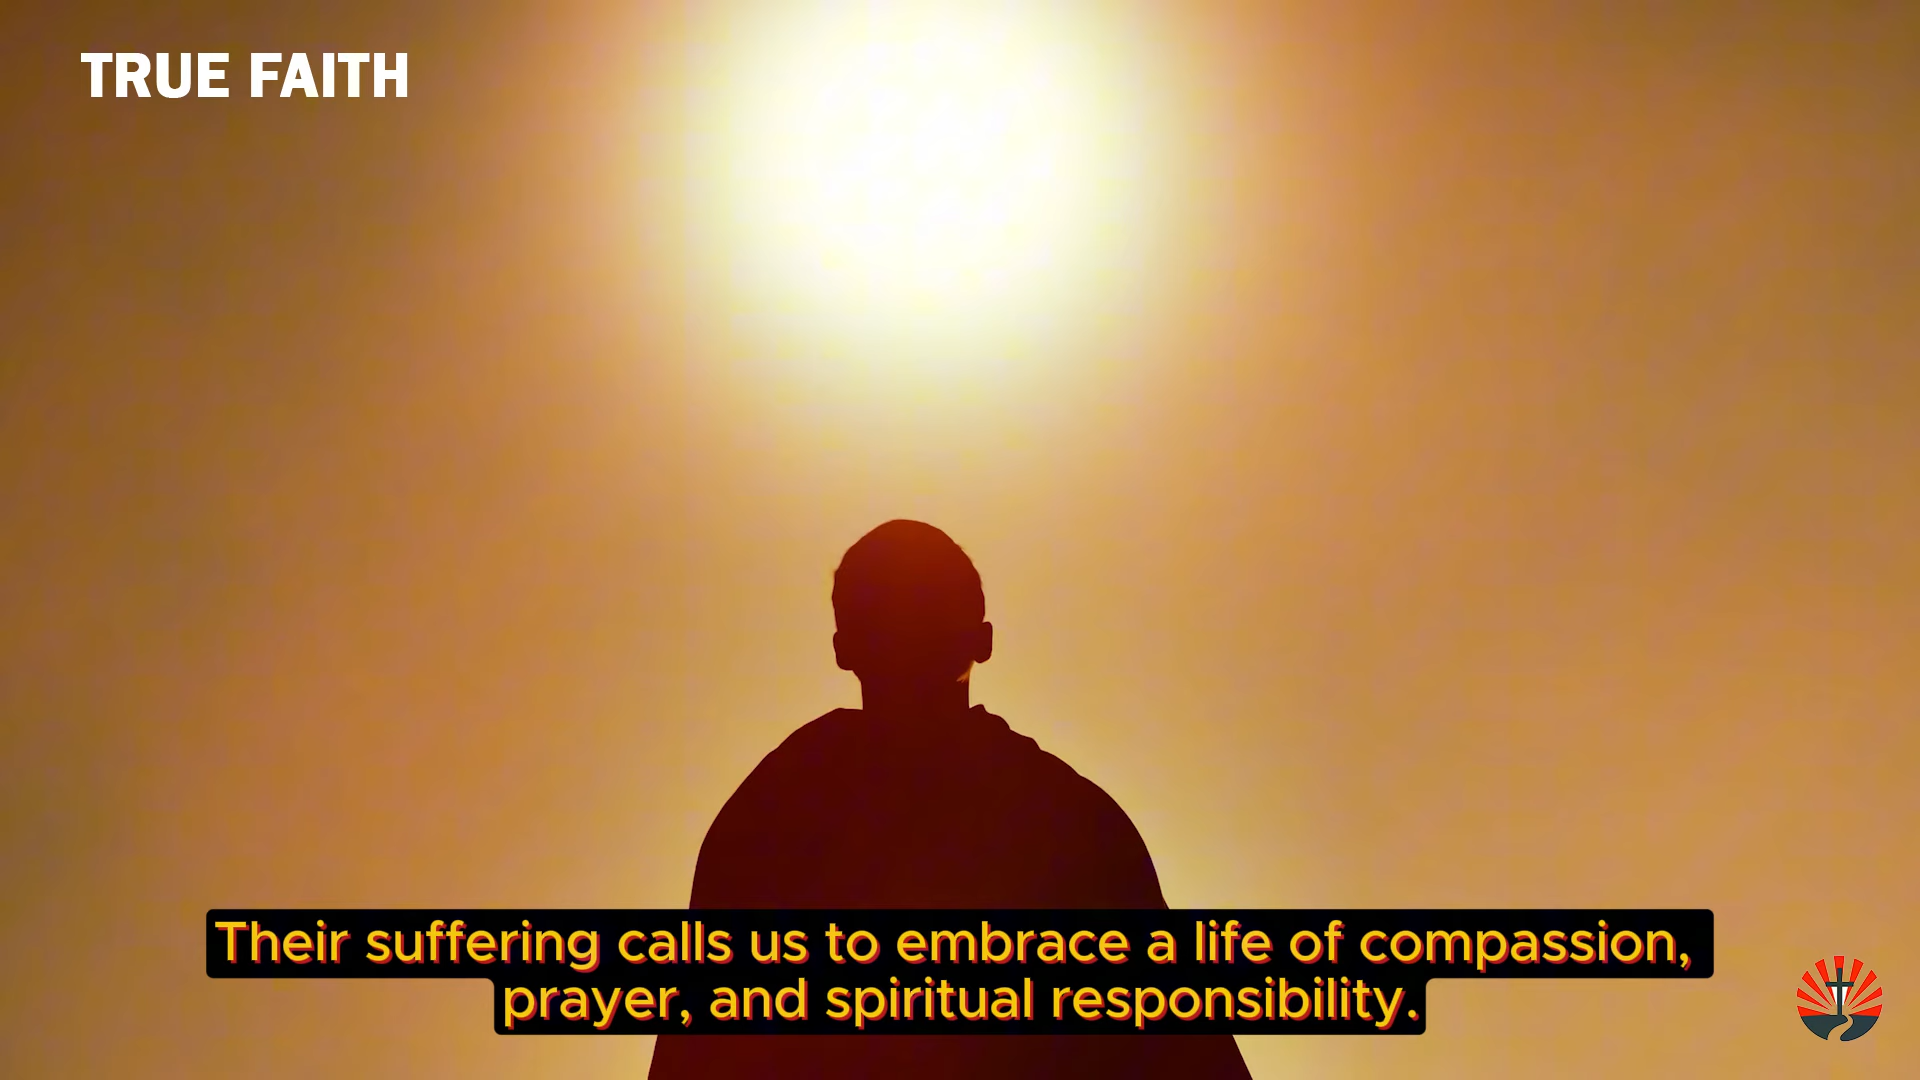 TRUE FAITH
Their suffering calls us to embrace a life of compassion,
prayer, and spiritual responsibility.